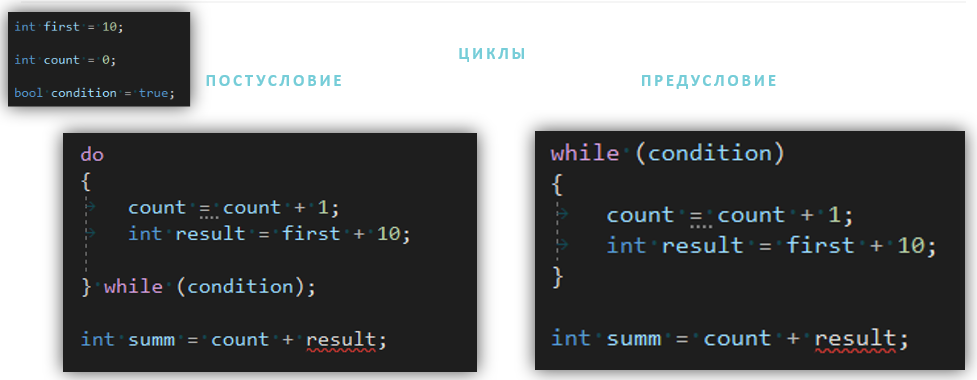 int first = 10;
int count = 0;
bool condition = true;
ЦИКЛЫ
ПОСТУСЛОВИЕ
ПРЕДУСЛОВИЕ
do
{
count = count + 1;
int result = first + 10;
} while (condition);
int summ = count + result;
while (condition)
{
count = count + 1;
int result = first + 10;
}
int summ = count + result;